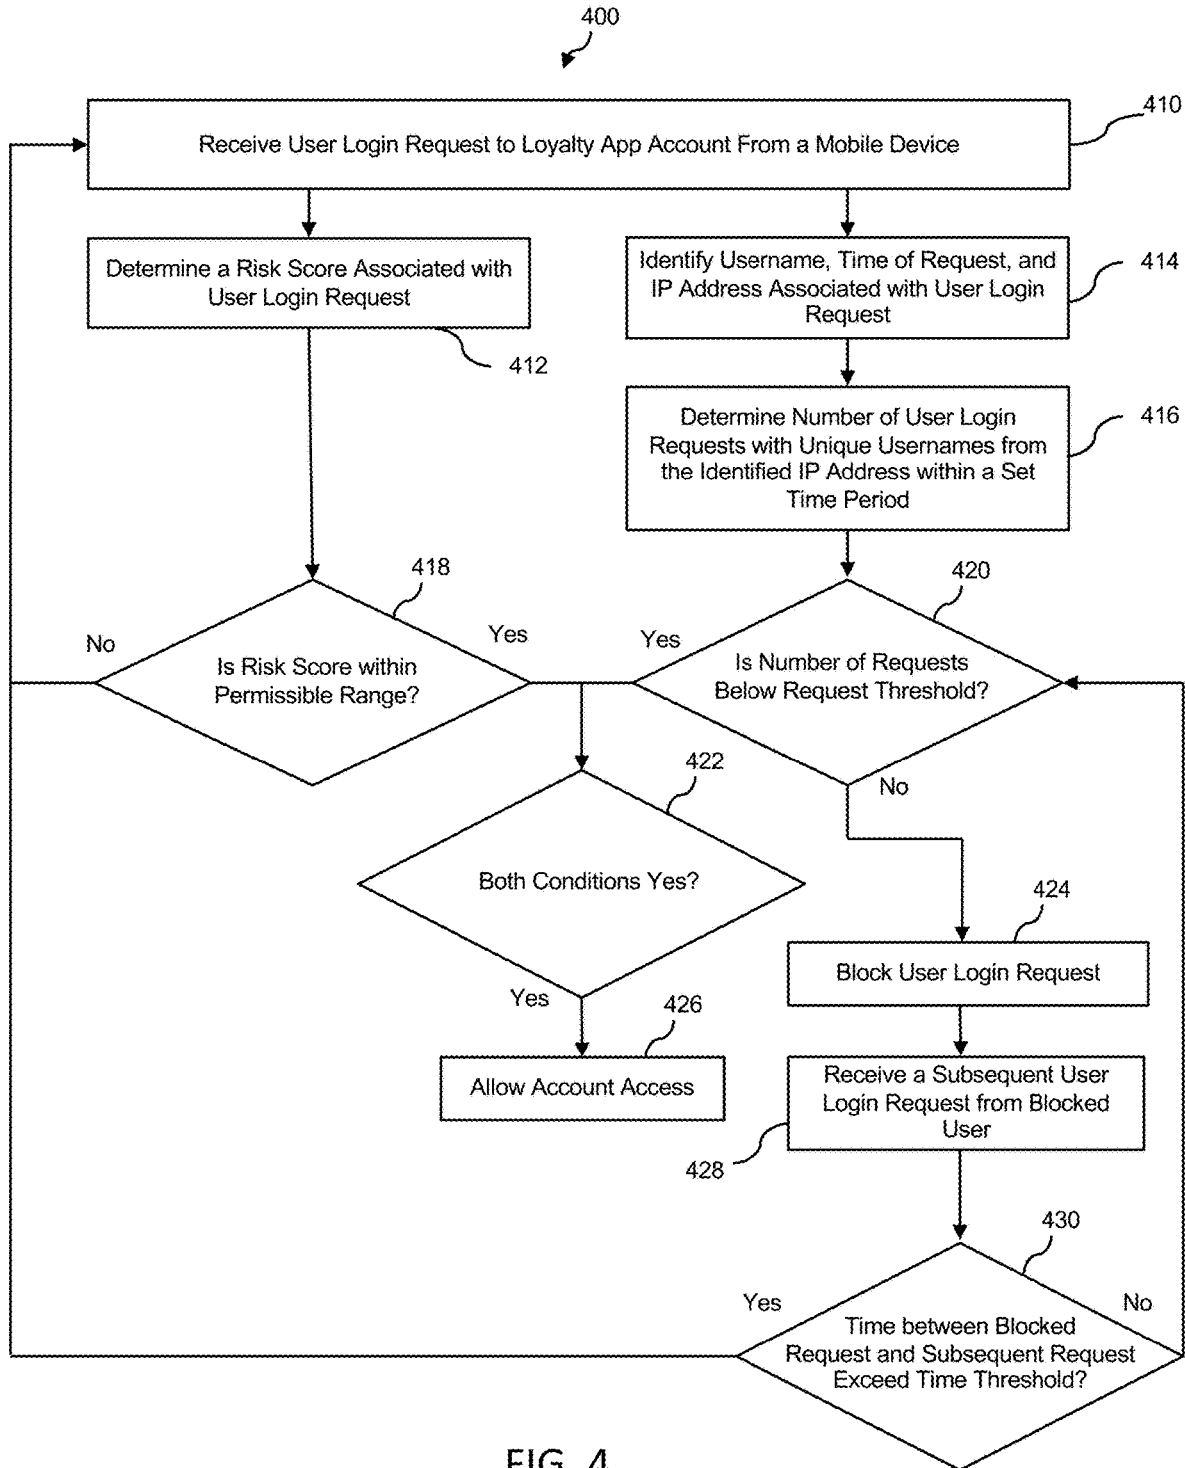 400
410
Receive User Login Request to Loyalty App Account From a Mobile Device
Determine a Risk Score Associated with
User Login Request
412
Identify Username, Time of Request, and
IP Address Associated with User Login
Request
414
Determine Number of User Login
Requests with Unique Usernames from
the Identified IP Address within a Set
Time Period
416
418
No
Yes
Is Risk Score within
Permissible Range?
420
Yes
Is Number of Requests
Below Request Threshold?
No
422
Both Conditions Yes?
Yes
424
Block User Login Request
426
Allow Account Access
Receive a Subsequent User
Login Request from Blocked
User
428
430
Yes
No
Time between Blocked
Request and Subsequent Request
Exceed Time Threshold?
FIG. 4